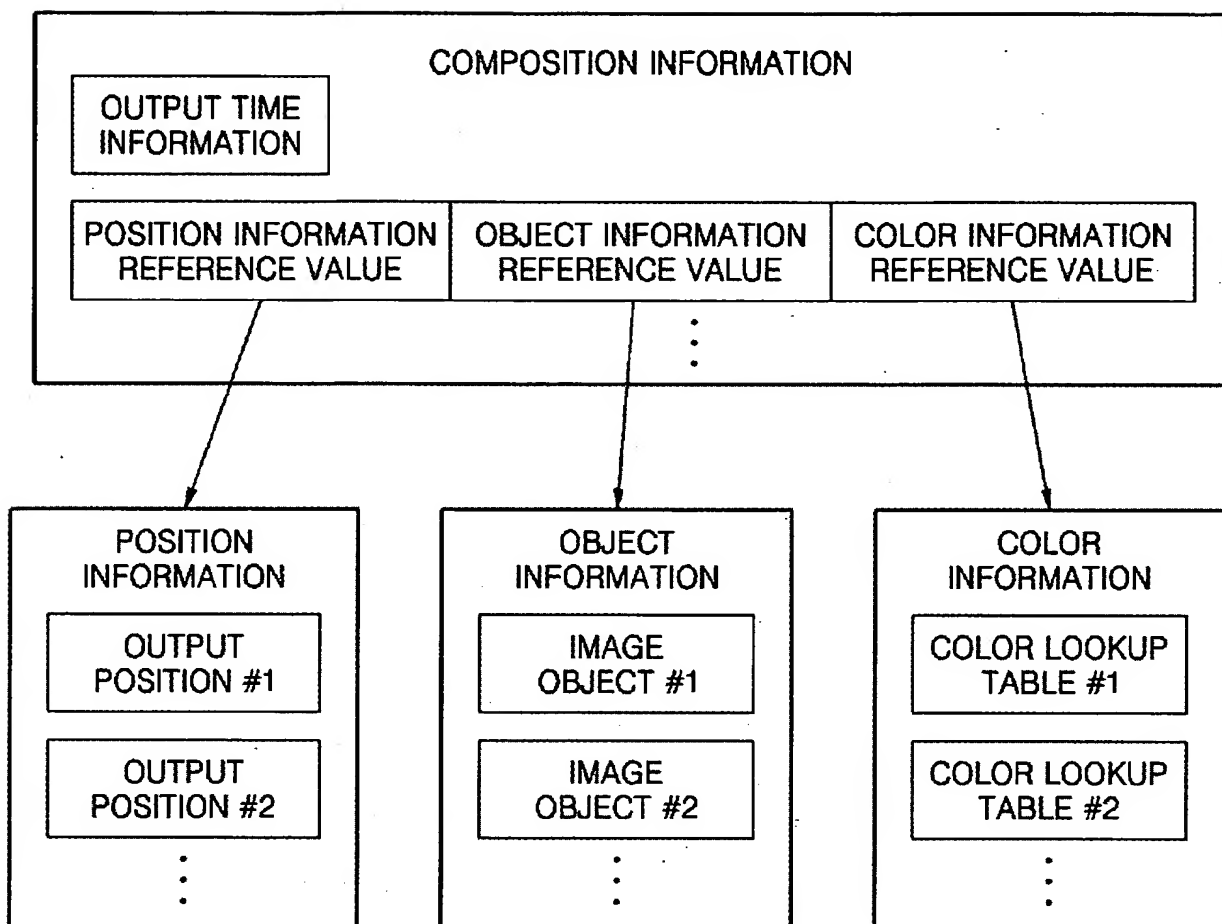 COMPOSITION INFORMATION
OUTPUT TIME
INFORMATION
POSITION INFORMATION
REFERENCE VALUE
OBJECT INFORMATION
REFERENCE VALUE
COLOR INFORMATION
REFERENCE VALUE
POSITION
INFORMATION
OUTPUT
POSITION #1
OUTPUT
POSITION #2
OBJECT
INFORMATION
IMAGE
OBJECT #1
IMAGE
OBJECT #2
COLOR
INFORMATION
COLOR LOOKUP
TABLE #1
COLOR LOOKUP
TABLE #2